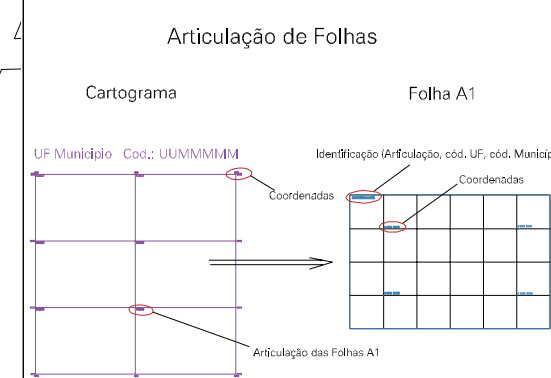 Articulação de Folhas
Cartograma
Folha A1
UF Municipio Cod.: UUMMMMM
Identificação (Articulação, cód. UF, cód. Municíp
Coordenadas
Coordenadas
Articulação das Folhas A1